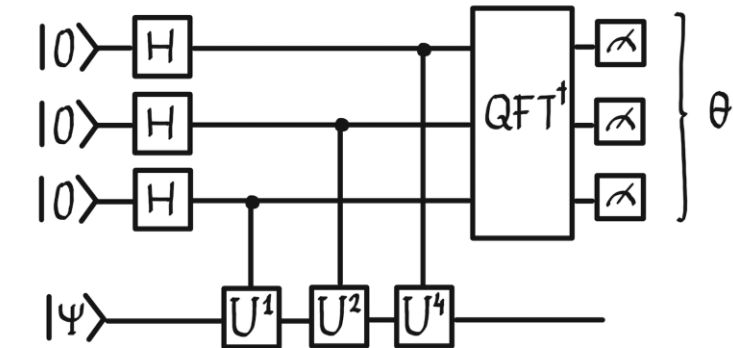 |0⟩ H
|0⟩ H QFT† θ
|0⟩ H
|Ψ⟩ U¹ U² U⁴